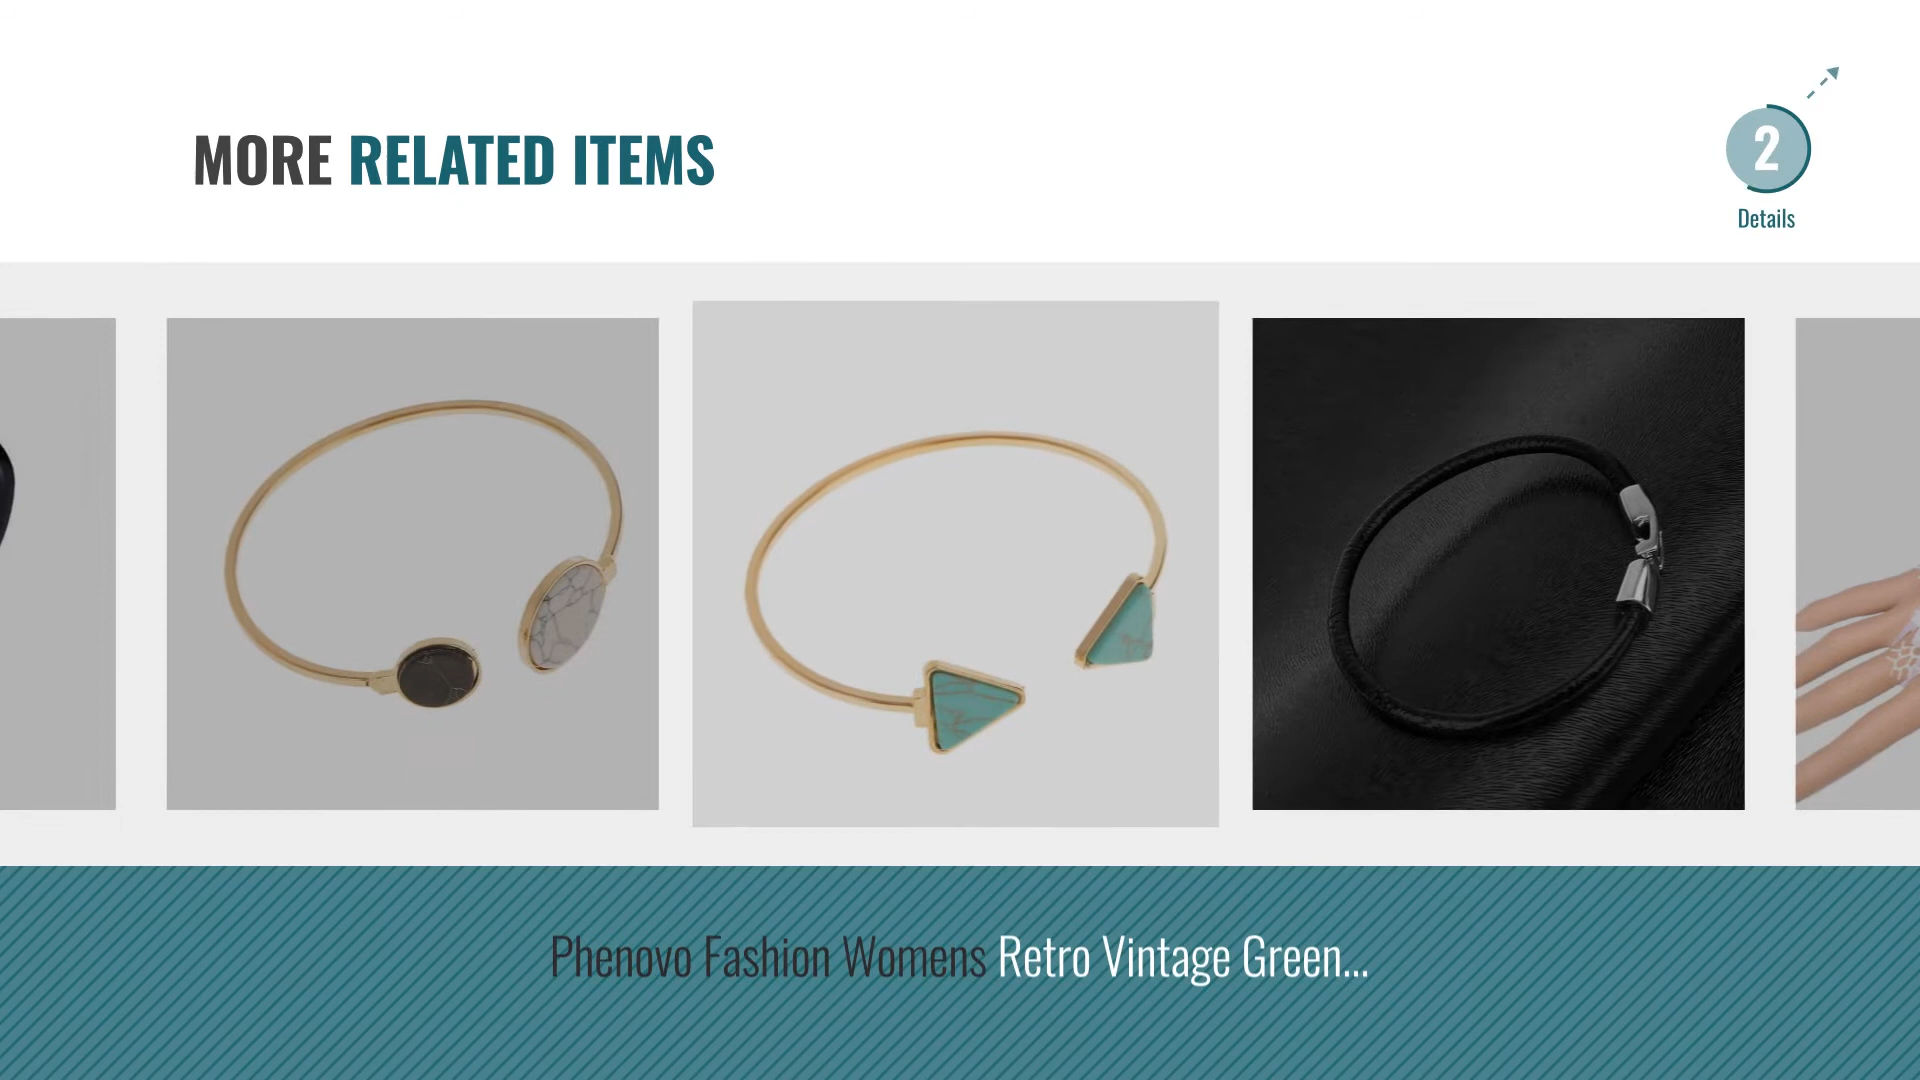 MORE RELATED ITEMS
2
Details
Phenovo Fashion Womens Retro Vintage Green...